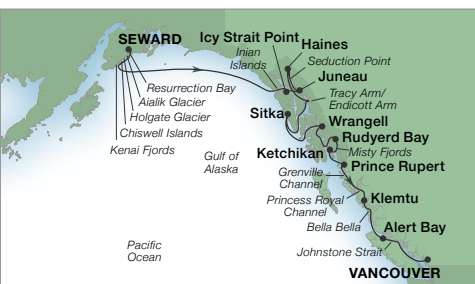 SEWARD
Icy Strait Point
Haines
Inian
Islands
Seduction Point
Juneau
Resurrection Bay
Aialik Glacier
Holgate Glacier
Chiswell Islands
Kenai Fjords
Tracy Arm/
Endicott Arm
Sitka
Wrangell
Rudyerd Bay
Misty Fjords
Ketchikan
Gulf of
Alaska
Prince Rupert
Grenville
Channel
Princess Royal
Channel
Klemtu
Bella Bella
Alert Bay
Pacific
Ocean
Johnstone Strait
VANCOUVER